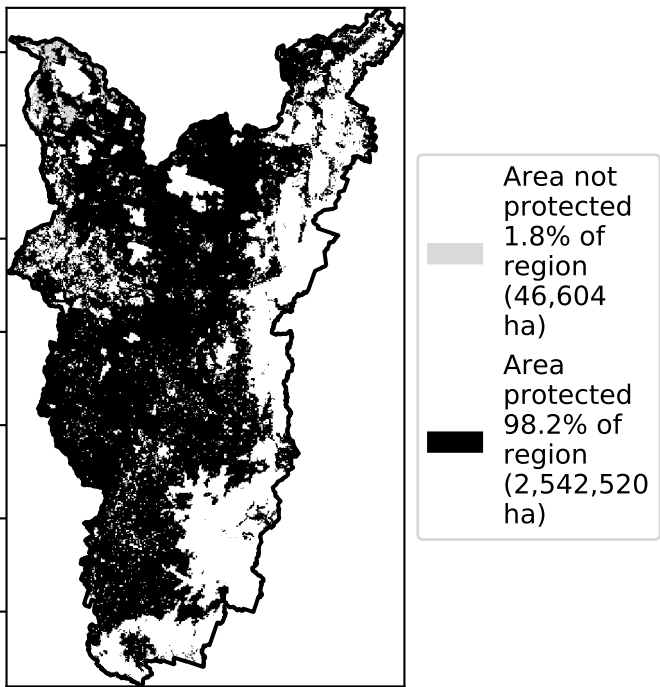 Area not
protected
1.8% of
region
(46,604
ha)
Area
protected
98.2% of
region
(2,542,520
ha)